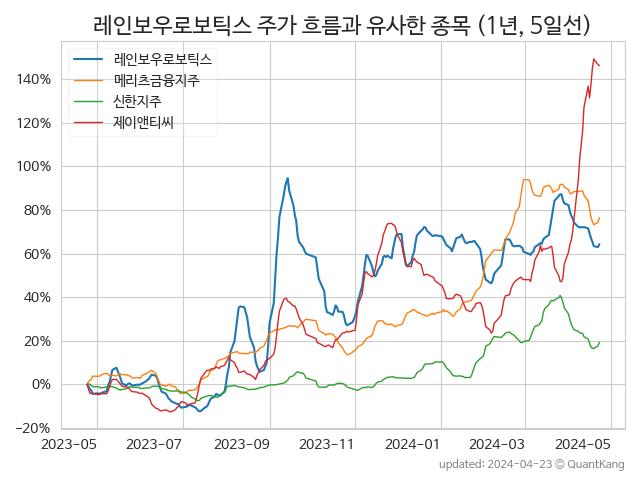 레인보우로보틱스 주가 흐름과 유사한 종목 (1년, 5일선)
레인보우로보틱스
메리츠금융지주
신한지주
제이앤티씨
140%
120%
100%
80%
60%
40%
20%
0%
−20%
2023-05 2023-07 2023-09 2023-11 2024-01 2024-03 2024-05
updated: 2024-04-23 © QuantKang